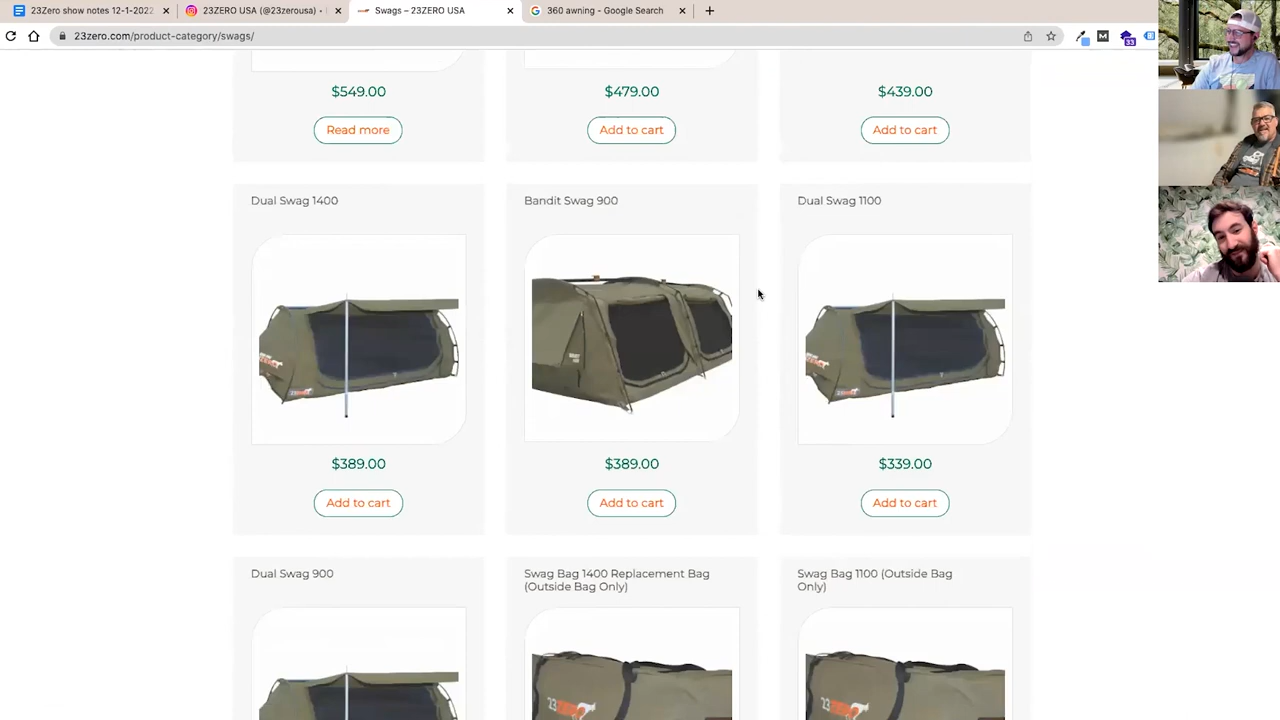 23Zero show notes 12-1-2022
23ZERO USA (@23zerousa) •
Swags – 23ZERO USA
360 awning - Google Search
23zero.com/product-category/swags/
$549.00
$479.00
$439.00
Read more
Add to cart
Add to cart
Dual Swag 1400
Bandit Swag 900
Dual Swag 1100
$389.00
$389.00
$339.00
Add to cart
Add to cart
Add to cart
Dual Swag 900
Swag Bag 1400 Replacement Bag
(Outside Bag Only)
Swag Bag 1100 (Outside Bag
Only)